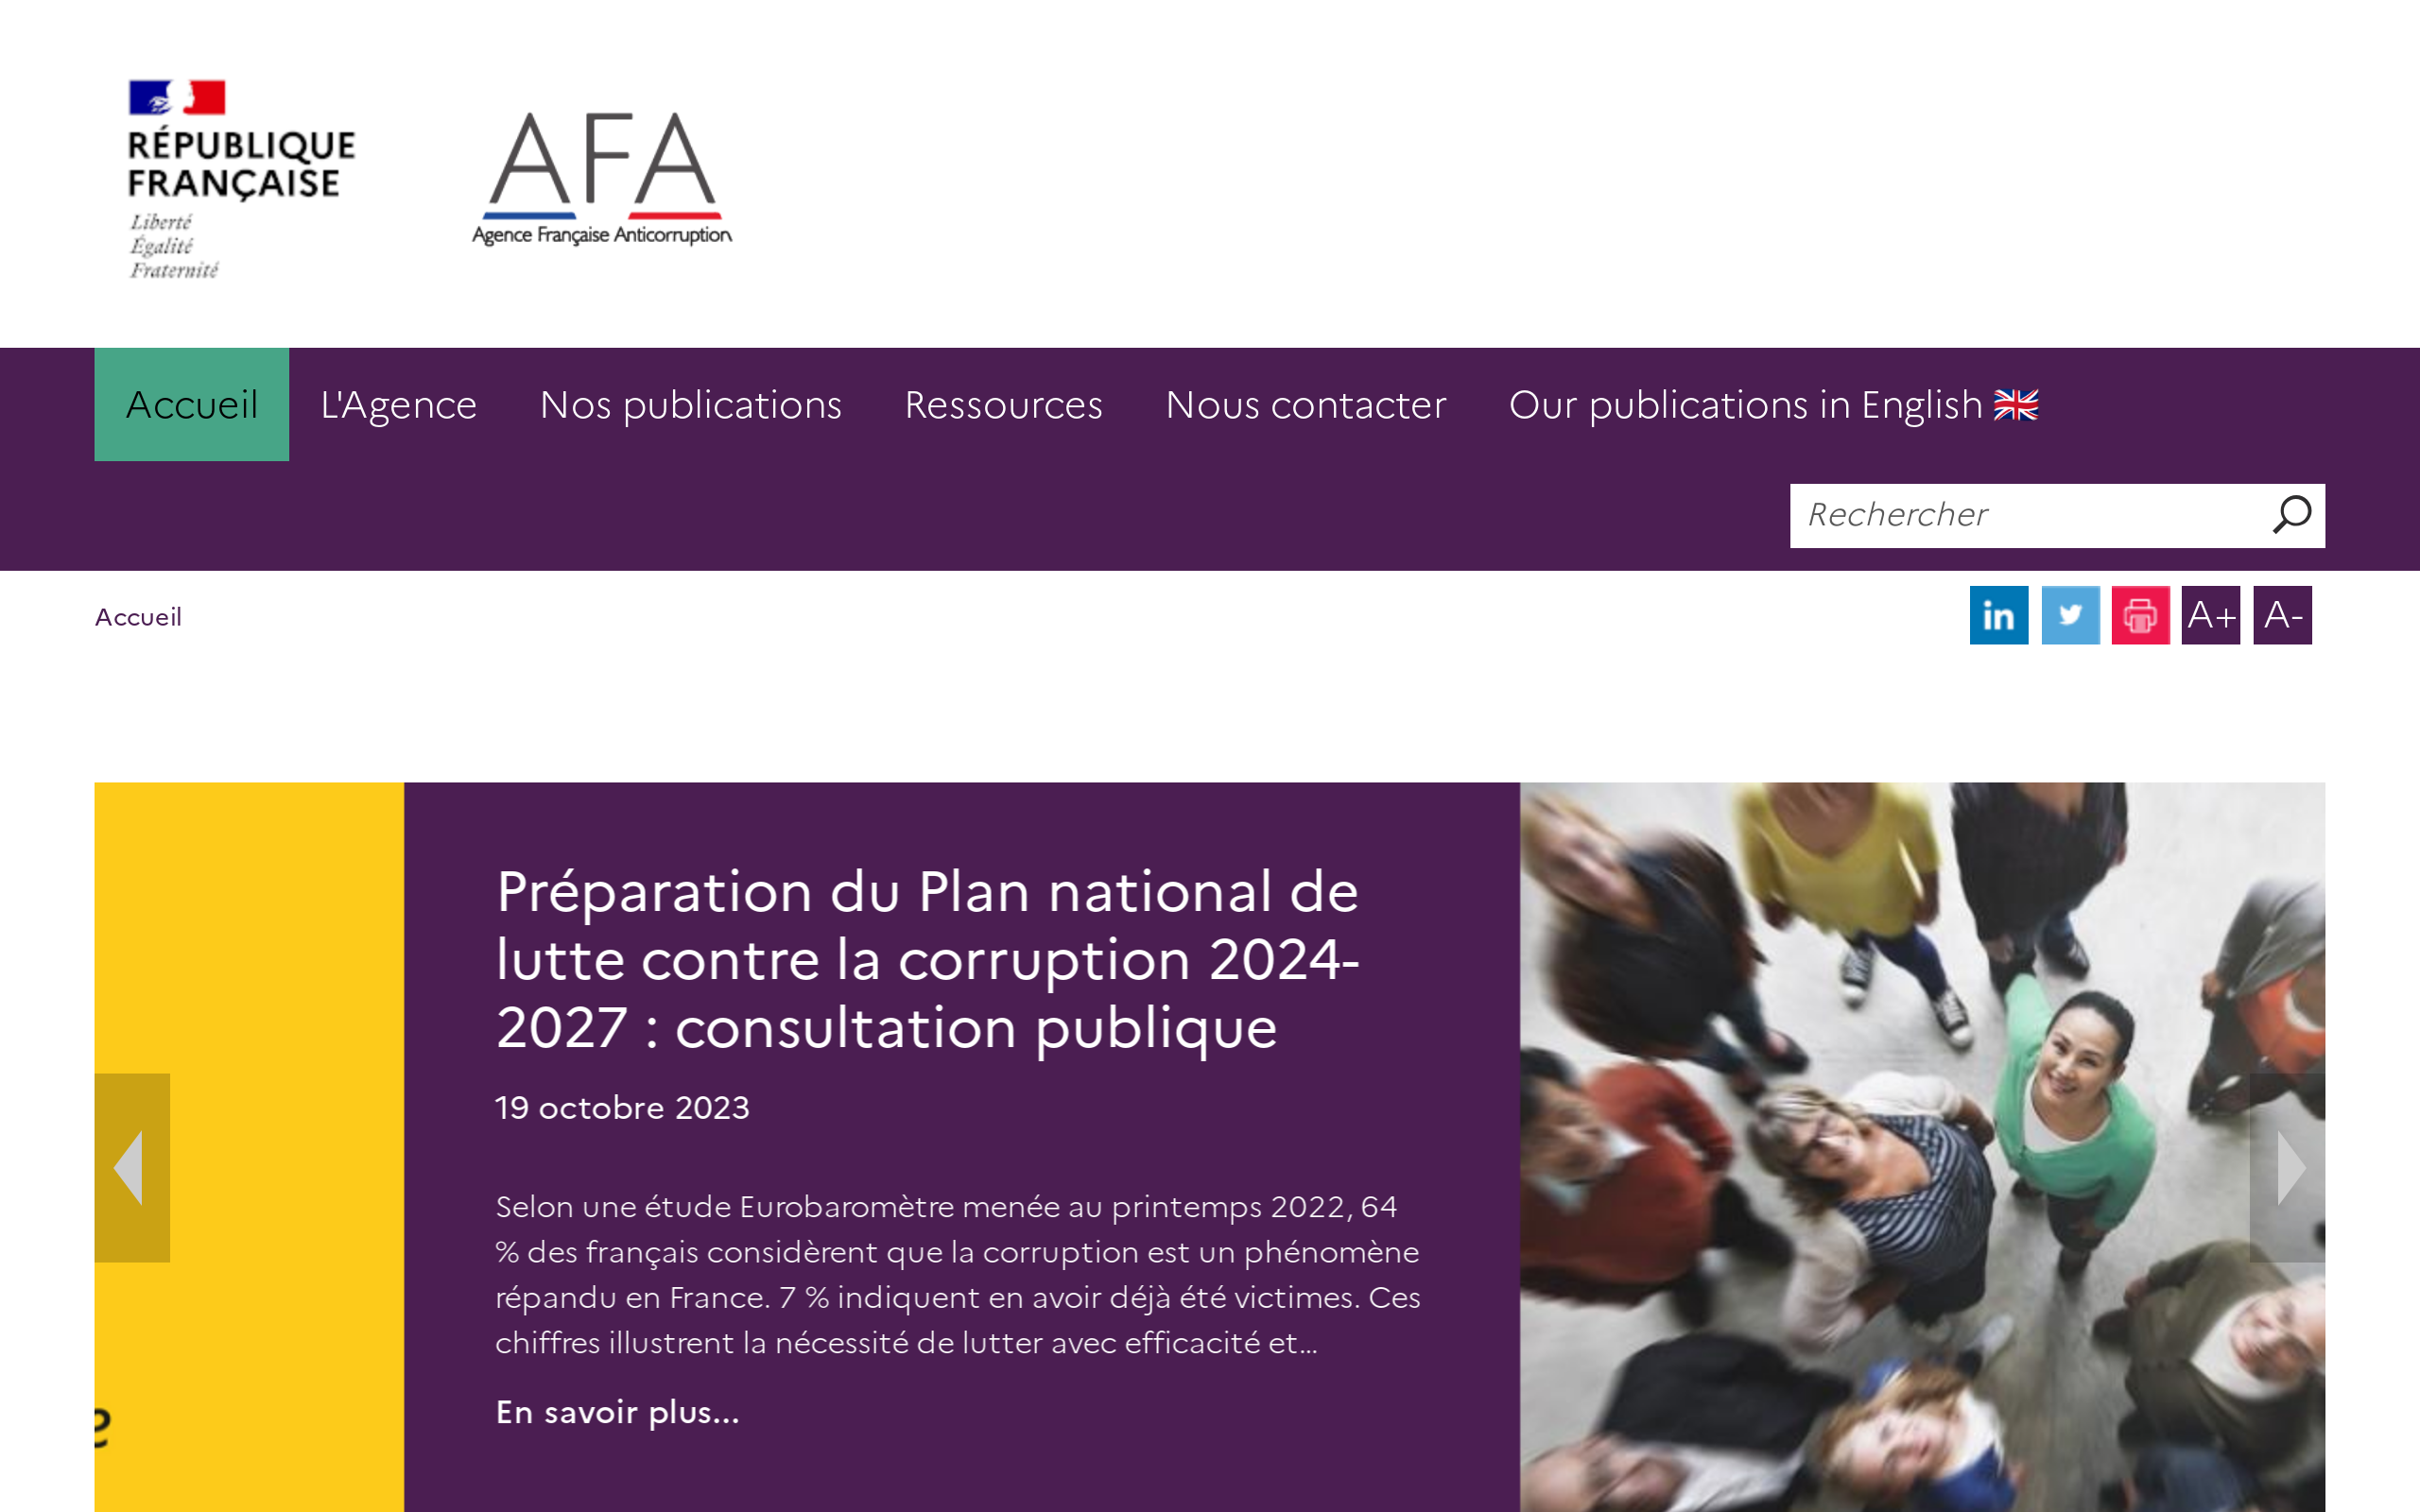 RÉPUBLIQUE
FRANÇAISE
Liberté
Égalité
Fraternité
AFA
Agence Française Anticorruption
Accueil L'Agence Nos publications Ressources Nous contacter Our publications in English 🇬🇧
Rechercher
Accueil
in A+ A-
Préparation du Plan national de
lutte contre la corruption 2024-
2027 : consultation publique
19 octobre 2023
Selon une étude Eurobaromètre menée au printemps 2022, 64
% des français considèrent que la corruption est un phénomène
répandu en France. 7 % indiquent en avoir déjà été victimes. Ces
chiffres illustrent la nécessité de lutter avec efficacité et...
En savoir plus...
e